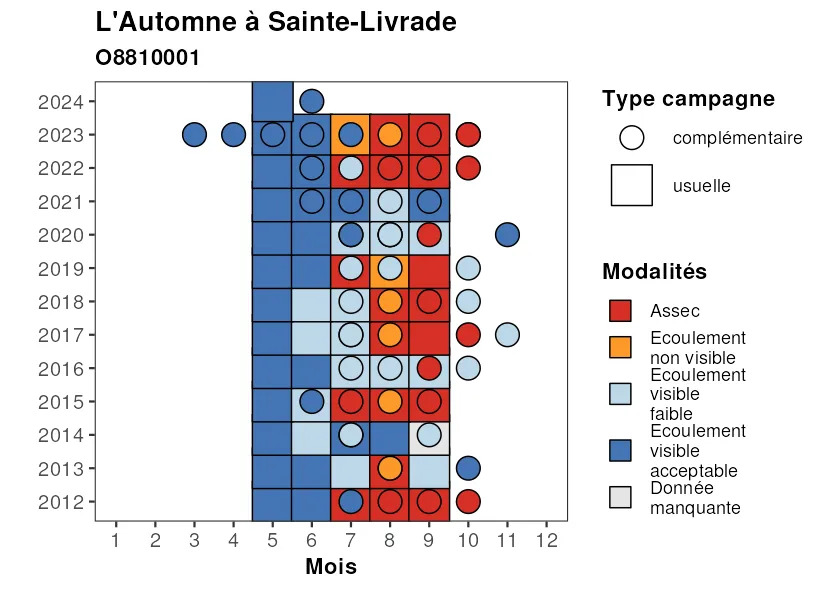 L'Automne à Sainte-Livrade
O8810001
2024
2023
2022
2021
2020
2019
2018
2017
2016
2015
2014
2013
2012
1 2 3 4 5 6 7 8 9 10 11 12
Mois
Type campagne
complémentaire
usuelle
Modalités
Assec
Ecoulement
non visible
Ecoulement
visible
faible
Ecoulement
visible
acceptable
Donnée
manquante